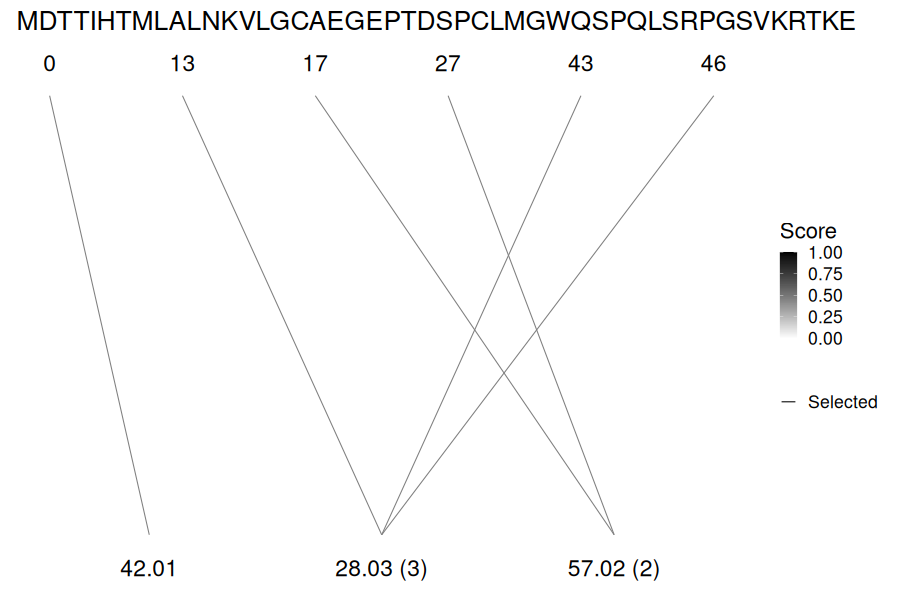 MDTTIHTMLALNKVLGCAEGEPTDSPCLMGWQSPQLSRPGSVKRTKE
0 13 17 27 43 46
Score
1.00
0.75
0.50
0.25
0.00
Selected
42.01 28.03 (3) 57.02 (2)